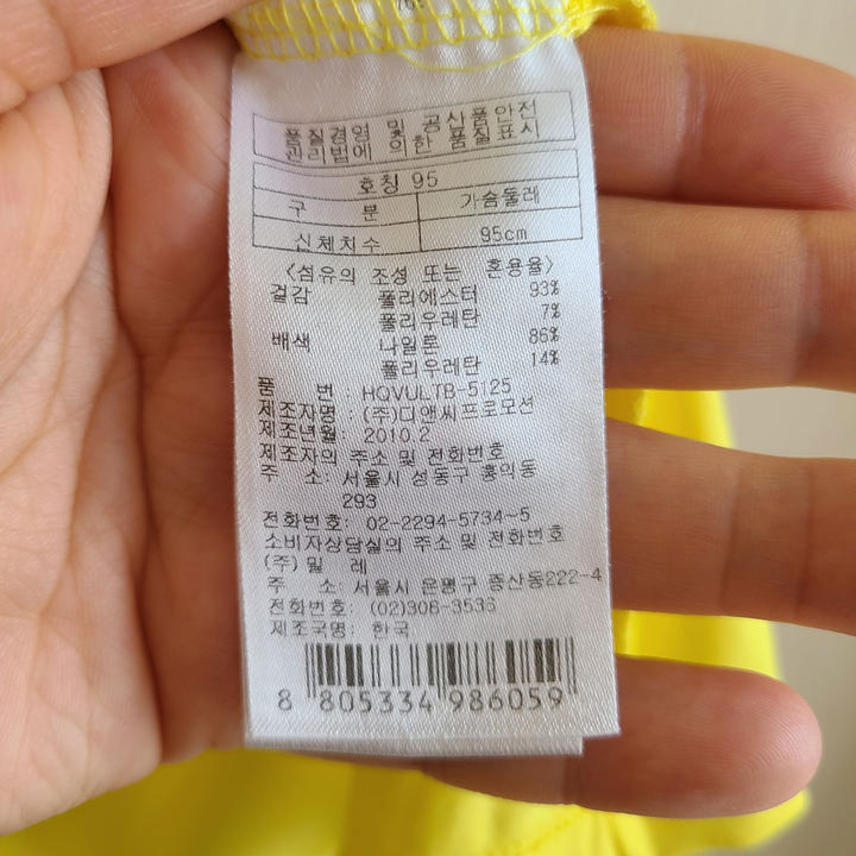 품질경영 및 공산품안전
관리법에 의한 품질표시
호칭 95
구 분 가슴둘레
신체치수 95cm
<섬유의 조성 또는 혼용율>
겉감 폴리에스터 93%
폴리우레탄 7%
배색 나일론 86%
폴리우레탄 14%
품 번 : HQVULTB-5125
제조자명 : (주)디앤씨프로모션
제조년월: 2010.2
제조자의 주소 및 전화번호
주 소: 서울시 성동구 홍익동
293
전화번호: 02-2294-5734~5
소비자상담실의 주소 및 전화번호
(주) 밀 레
주 소: 서울시 은평구 증산동222-4
전화번호: (02)308-3536
제조국명: 한국
8 805334 986059